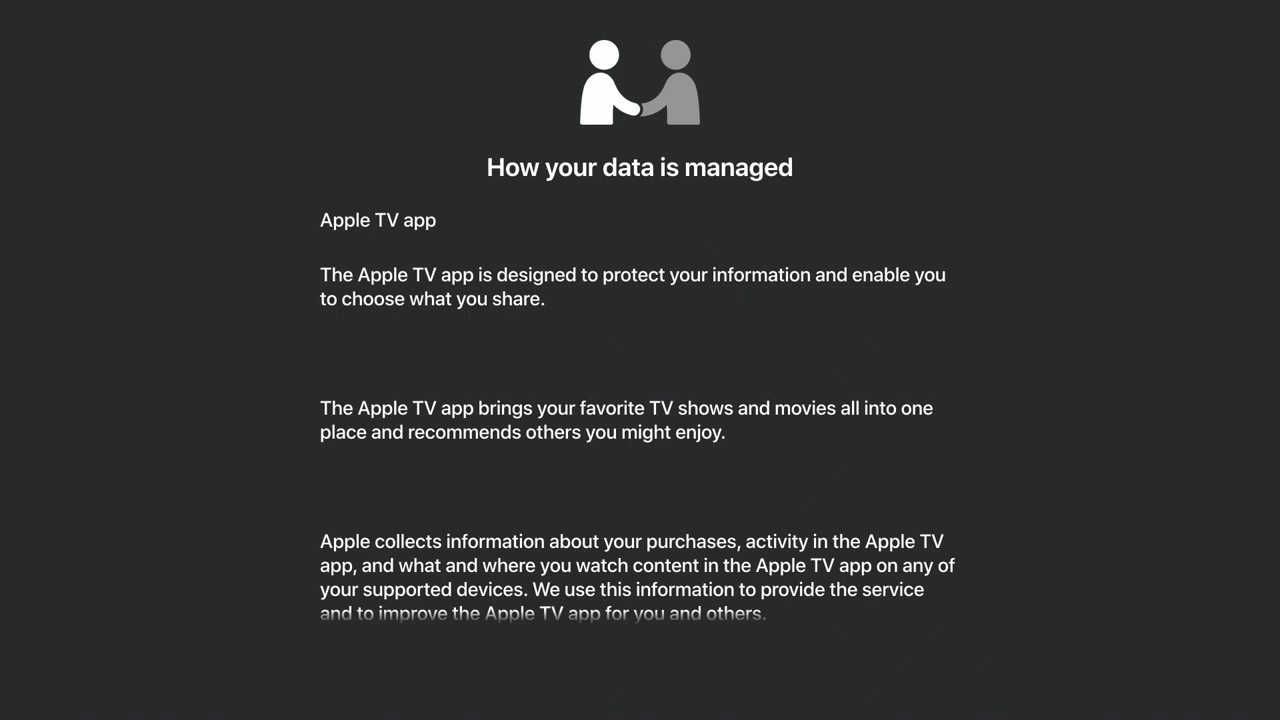 How your data is managed
Apple TV app
The Apple TV app is designed to protect your information and enable you
to choose what you share.
The Apple TV app brings your favorite TV shows and movies all into one
place and recommends others you might enjoy.
Apple collects information about your purchases, activity in the Apple TV
app, and what and where you watch content in the Apple TV app on any of
your supported devices. We use this information to provide the service
and to improve the Apple TV app for you and others.